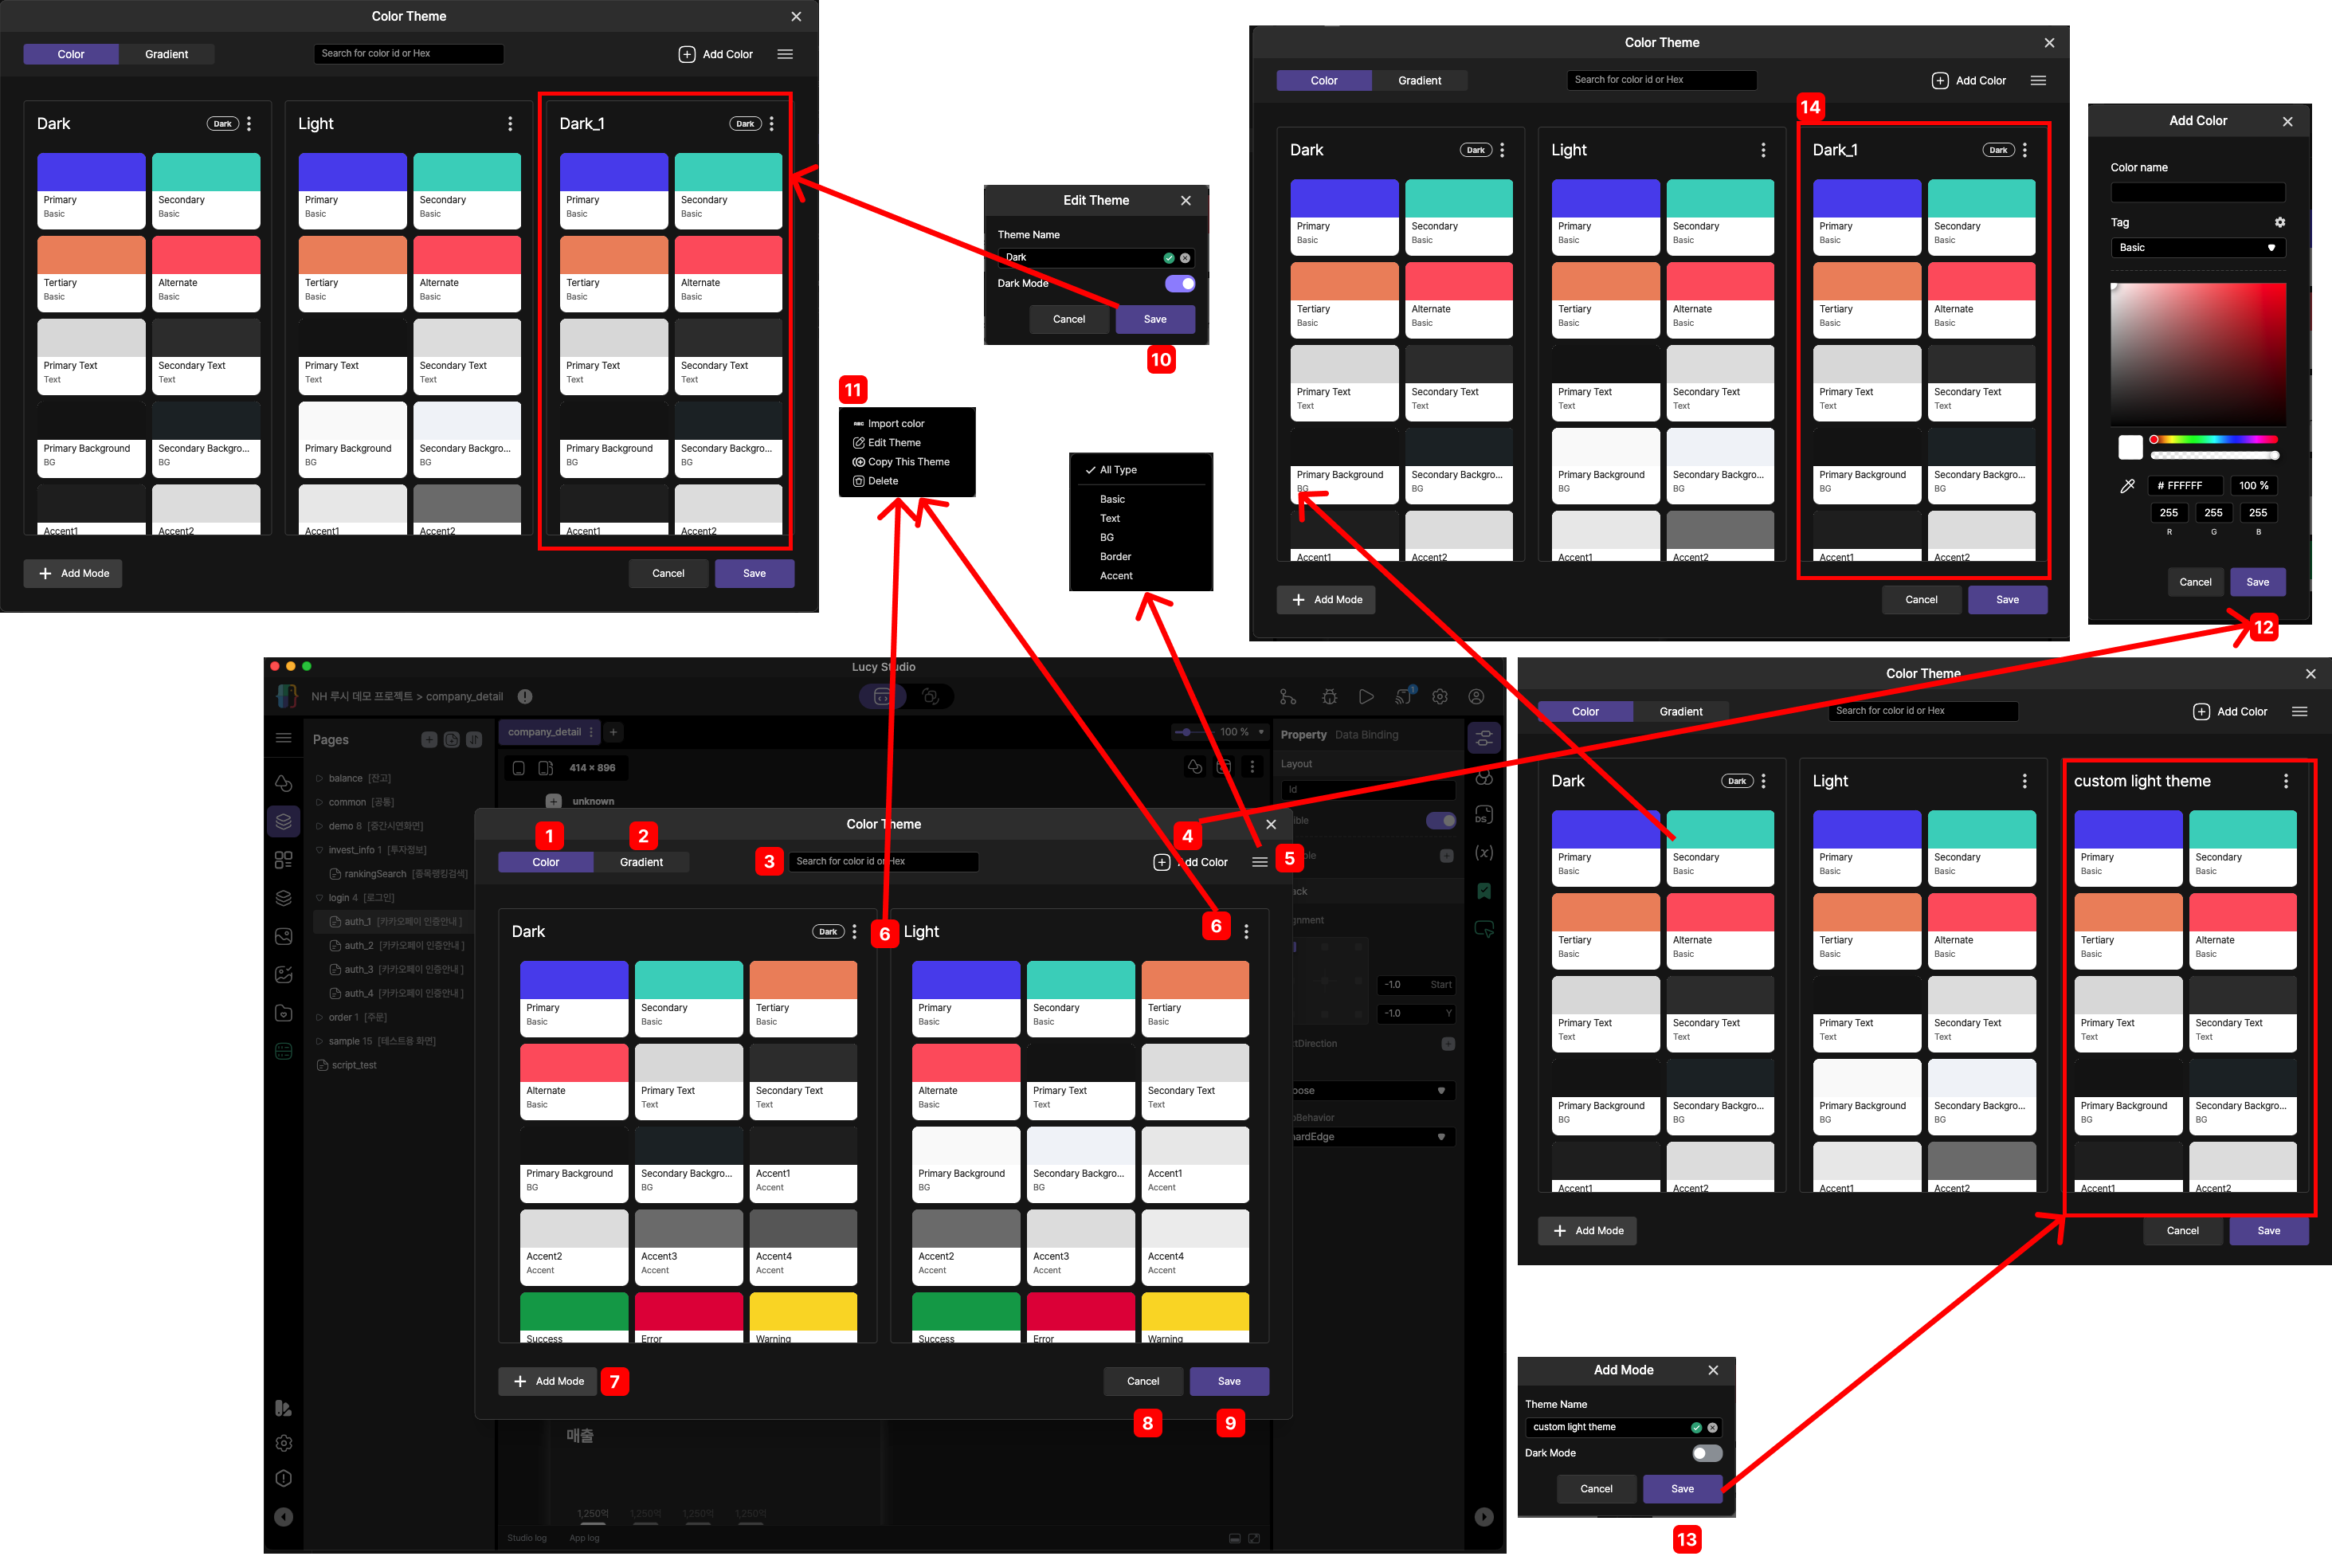 Color Theme
Color
Gradient
Search for color id or Hex
Add Color
Dark
Dark
Light
Dark_1
Dark
Primary
Basic
Secondary
Basic
Primary
Basic
Secondary
Basic
Primary
Basic
Secondary
Basic
Tertiary
Basic
Alternate
Basic
Tertiary
Basic
Alternate
Basic
Tertiary
Basic
Alternate
Basic
Primary Text
Text
Secondary Text
Text
Primary Text
Text
Secondary Text
Text
Primary Text
Text
Secondary Text
Text
Primary Background
BG
Secondary Backgro...
BG
Primary Background
BG
Secondary Backgro...
BG
Primary Background
BG
Secondary Backgro...
BG
Accent1
Accent2
Accent1
Accent2
Accent1
Accent2
Add Mode
Cancel
Save
Edit Theme
Theme Name
Dark
Dark Mode
Cancel
Save
10
11
Import color
Edit Theme
Copy This Theme
Delete
All Type
Basic
Text
BG
Border
Accent
Color Theme
Color
Gradient
Search for color id or Hex
Add Color
14
Dark
Dark
Light
Dark_1
Dark
Primary
Basic
Secondary
Basic
Primary
Basic
Secondary
Basic
Primary
Basic
Secondary
Basic
Tertiary
Basic
Alternate
Basic
Tertiary
Basic
Alternate
Basic
Tertiary
Basic
Alternate
Basic
Primary Text
Text
Secondary Text
Text
Primary Text
Text
Secondary Text
Text
Primary Text
Text
Secondary Text
Text
Primary Background
BG
Secondary Backgro...
BG
Primary Background
BG
Secondary Backgro...
BG
Primary Background
BG
Secondary Backgro...
BG
Accent1
Accent2
Accent1
Accent2
Accent1
Accent2
Add Mode
Cancel
Save
Add Color
Color name
Tag
Basic
# FFFFFF
100 %
255
255
255
R
G
B
Cancel
Save
12
Lucy Studio
NH 루시 데모 프로젝트 > company_detail
1
Pages
balance [잔고]
common [공통]
demo 8 [중간시연화면]
invest_info 1 [투자정보]
rankingSearch [종목랭킹검색]
login 4 [로그인]
auth_1 [카카오페이 인증안내 ]
auth_2 [카카오페이 인증안내 ]
auth_3 [카카오페이 인증안내 ]
auth_4 [카카오페이 인증안내 ]
order 1 [주문]
sample 15 [테스트용 화면]
script_test
company_detail
100 %
414 × 896
unknown
Property
Data Binding
Layout
Id
-1.0
Start
-1.0
Y
DS
(x)
Color Theme
1
2
3
4
5
Color
Gradient
Search for color id or Hex
Add Color
Dark
Dark
6
Light
6
Primary
Basic
Secondary
Basic
Tertiary
Basic
Primary
Basic
Secondary
Basic
Tertiary
Basic
Alternate
Basic
Primary Text
Text
Secondary Text
Text
Alternate
Basic
Primary Text
Text
Secondary Text
Text
Primary Background
BG
Secondary Backgro...
BG
Accent1
Accent
Primary Background
BG
Secondary Backgro...
BG
Accent1
Accent
Accent2
Accent
Accent3
Accent
Accent4
Accent
Accent2
Accent
Accent3
Accent
Accent4
Accent
Success
Error
Warning
Success
Error
Warning
Add Mode
7
Cancel
Save
8
9
매출
1,250억
1,250억
1,250억
1,250억
Studio log
App log
Color Theme
Color
Gradient
Search for color id or Hex
Add Color
Dark
Dark
Light
custom light theme
Primary
Basic
Secondary
Basic
Primary
Basic
Secondary
Basic
Primary
Basic
Secondary
Basic
Tertiary
Basic
Alternate
Basic
Tertiary
Basic
Alternate
Basic
Tertiary
Basic
Alternate
Basic
Primary Text
Text
Secondary Text
Text
Primary Text
Text
Secondary Text
Text
Primary Text
Text
Secondary Text
Text
Primary Background
BG
Secondary Backgro...
BG
Primary Background
BG
Secondary Backgro...
BG
Primary Background
BG
Secondary Backgro...
BG
Accent1
Accent2
Accent1
Accent2
Accent1
Accent2
Add Mode
Cancel
Save
Add Mode
Theme Name
custom light theme
Dark Mode
Cancel
Save
13